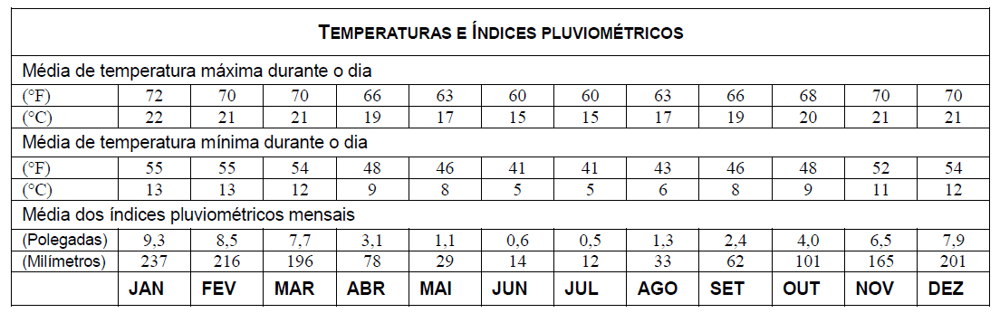 TEMPERATURAS E ÍNDICES PLUVIOMÉTRICOS
Média de temperatura máxima durante o dia
(°F) 72 70 70 66 63 60 60 63 66 68 70 70
(°C) 22 21 21 19 17 15 15 17 19 20 21 21
Média de temperatura mínima durante o dia
(°F) 55 55 54 48 46 41 41 43 46 48 52 54
(°C) 13 13 12 9 8 5 5 6 8 9 11 12
Média dos índices pluviométricos mensais
(Polegadas) 9,3 8,5 7,7 3,1 1,1 0,6 0,5 1,3 2,4 4,0 6,5 7,9
(Milímetros) 237 216 196 78 29 14 12 33 62 101 165 201
JAN FEV MAR ABR MAI JUN JUL AGO SET OUT NOV DEZ